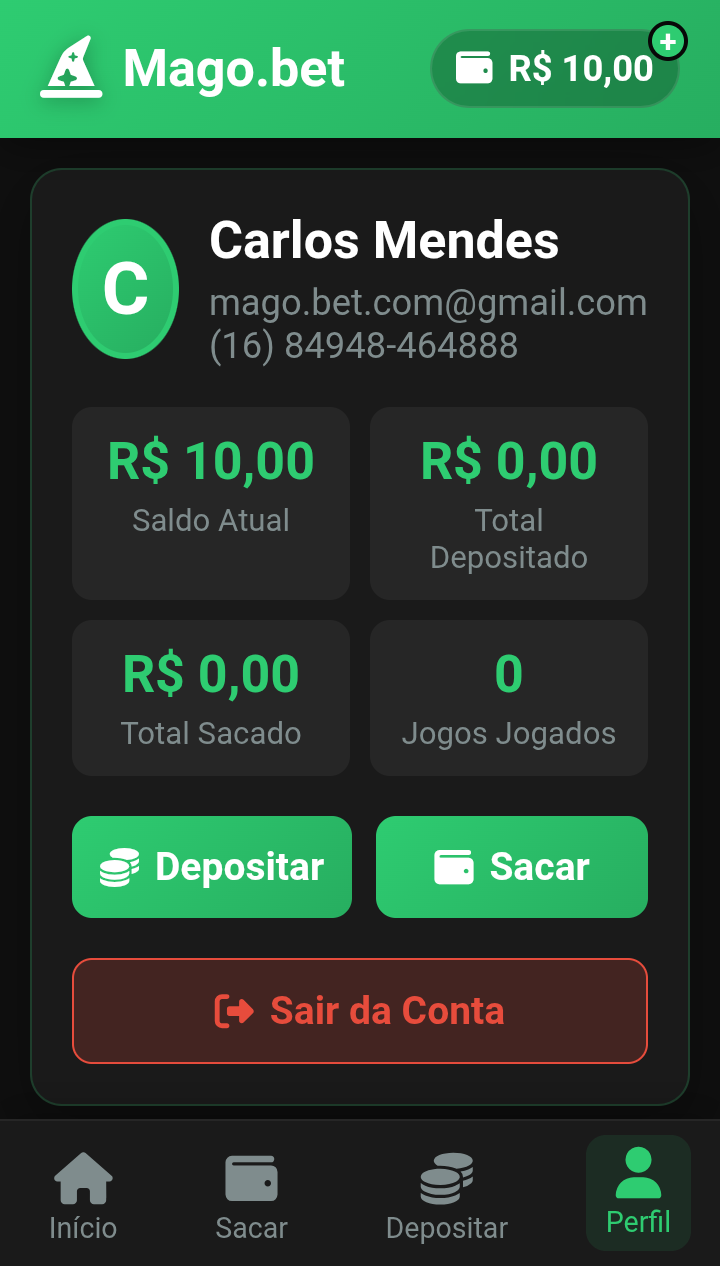 Mago.bet
R$ 10,00
+
C
Carlos Mendes
mago.bet.com@gmail.com
(16) 84948-464888
R$ 10,00
Saldo Atual
R$ 0,00
Total
Depositado
R$ 0,00
Total Sacado
0
Jogos Jogados
Depositar
Sacar
Sair da Conta
Início
Sacar
Depositar
Perfil